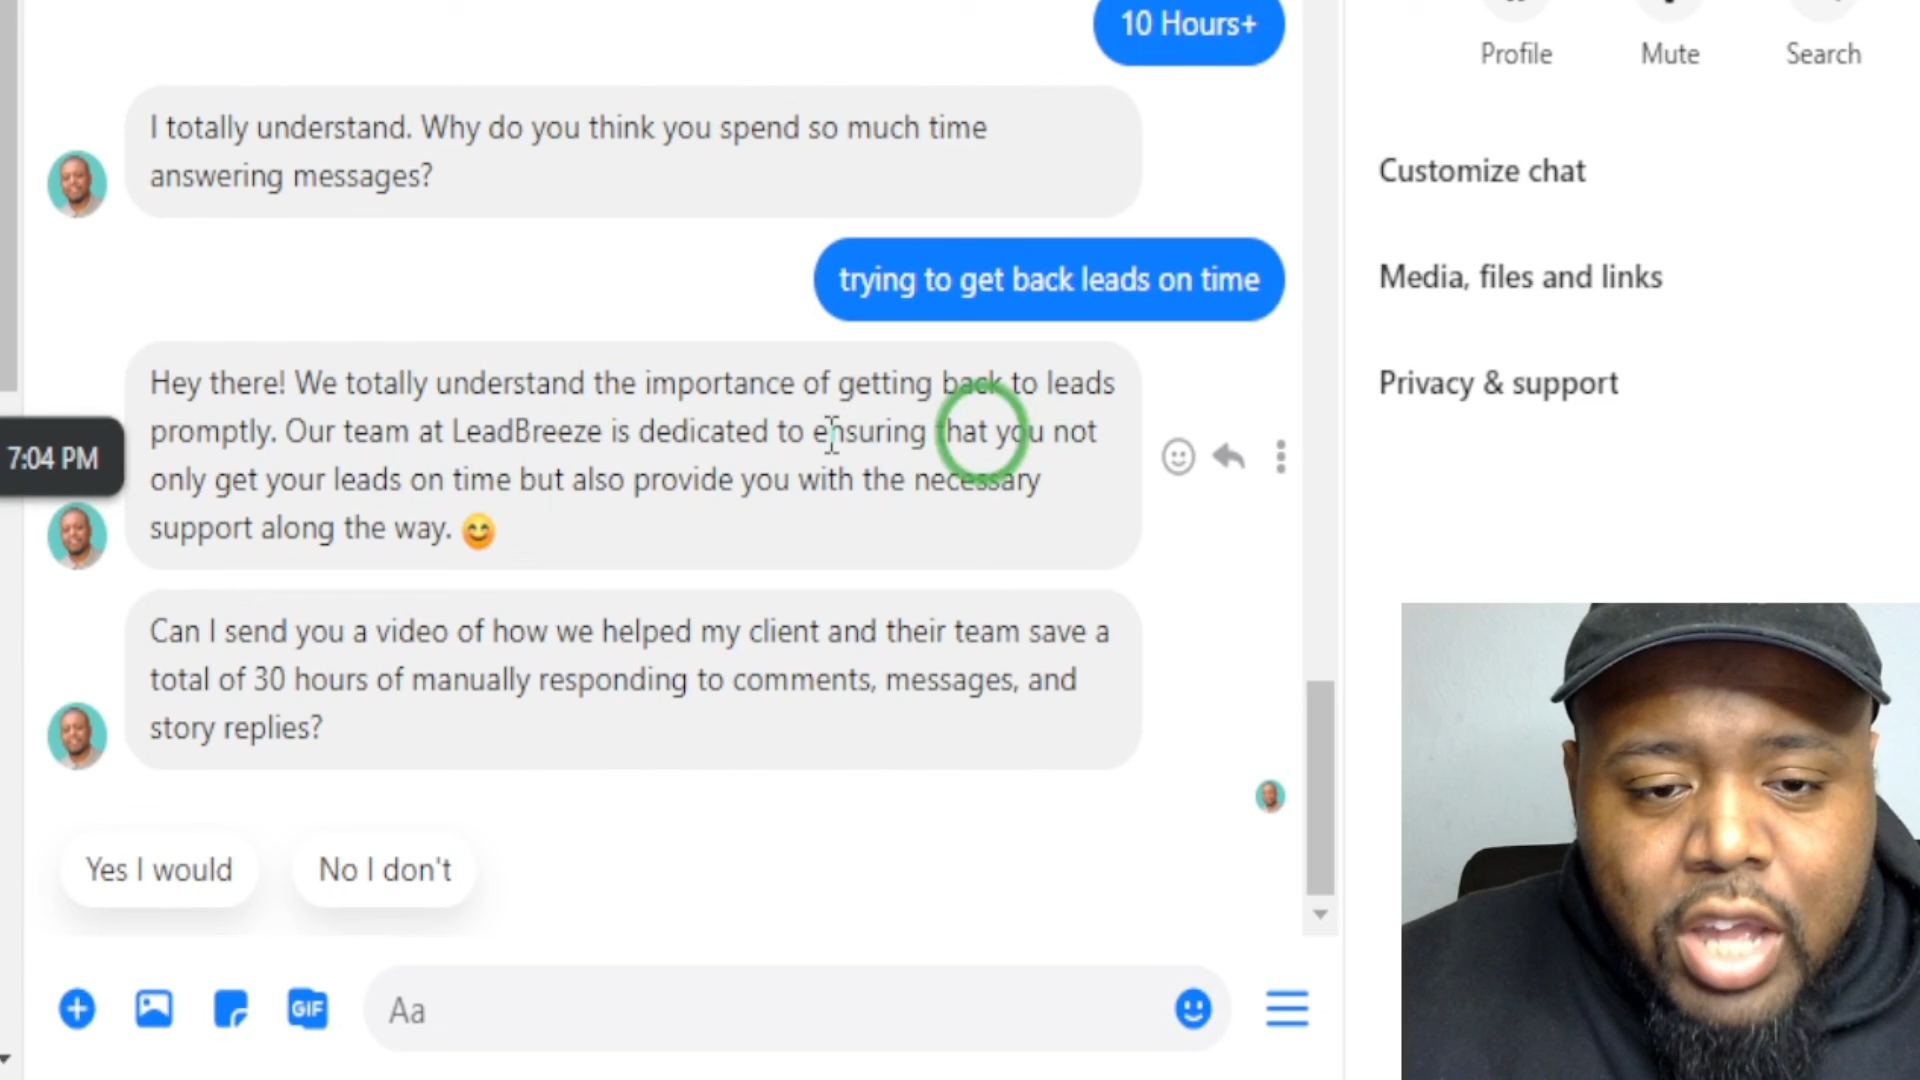 10 Hours+
Profile
Mute
Search
I totally understand. Why do you think you spend so much time
answering messages?
Customize chat
trying to get back leads on time
Media, files and links
Hey there! We totally understand the importance of getting back to leads
promptly. Our team at LeadBreeze is dedicated to ensuring that you not
only get your leads on time but also provide you with the necessary
support along the way. 😊
Privacy & support
7:04 PM
Can I send you a video of how we helped my client and their team save a
total of 30 hours of manually responding to comments, messages, and
story replies?
Yes I would
No I don't
GIF
Aa